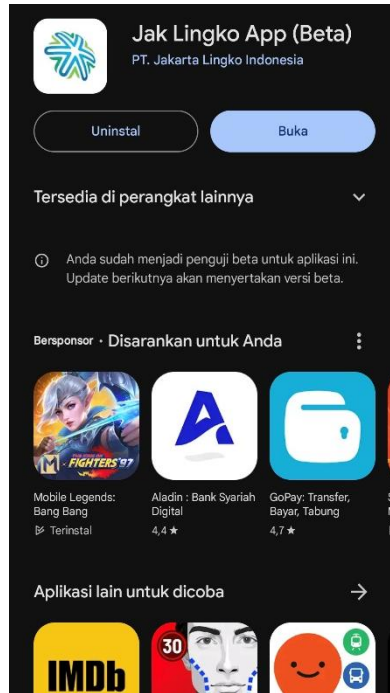 Jak Lingko App (Beta)
PT. Jakarta Lingko Indonesia
Uninstal
Buka
Tersedia di perangkat lainnya
Anda sudah menjadi penguji beta untuk aplikasi ini.
Update berikutnya akan menyertakan versi beta.
Bersponsor • Disarankan untuk Anda
M FIGHTERS'97
Mobile Legends:
Bang Bang
Terinstal
Aladin : Bank Syariah
Digital
4,4 ★
GoPay: Transfer,
Bayar, Tabung
4,7 ★
Aplikasi lain untuk dicoba
IMDb
30